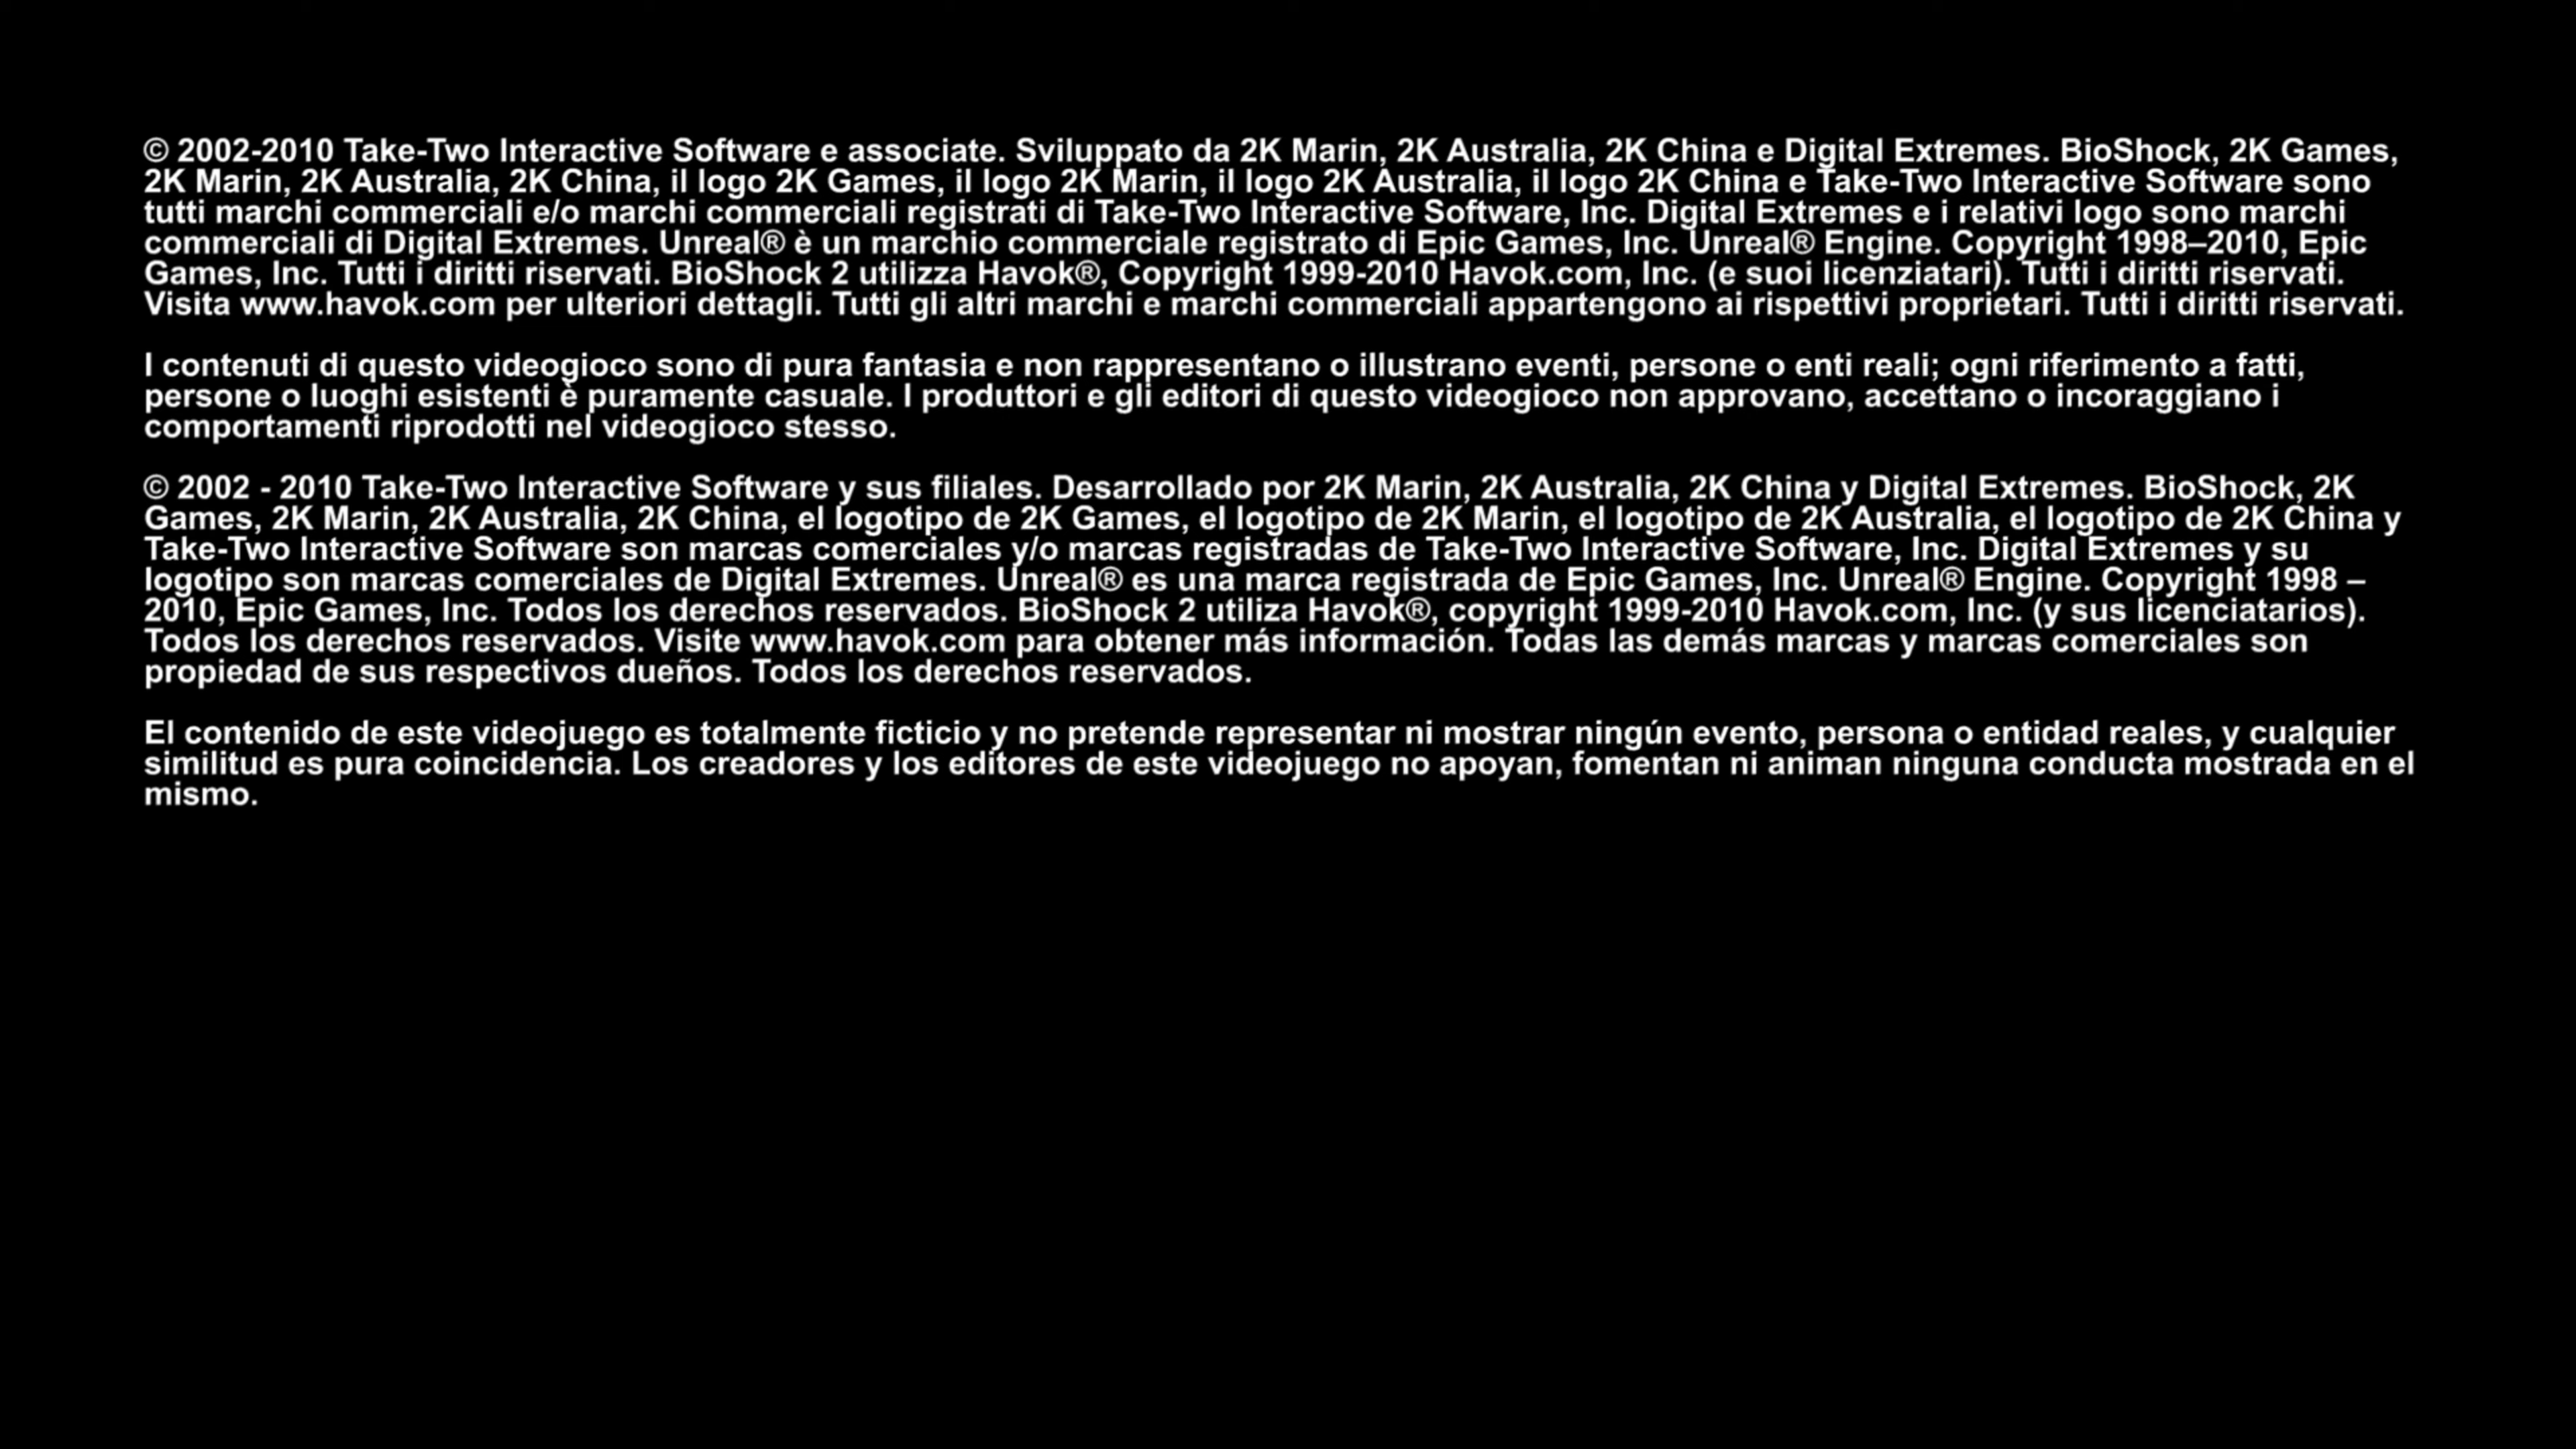 © 2002-2010 Take-Two Interactive Software e associate. Sviluppato da 2K Marin, 2K Australia, 2K China e Digital Extremes. BioShock, 2K Games,
2K Marin, 2K Australia, 2K China, il logo 2K Games, il logo 2K Marin, il logo 2K Australia, il logo 2K China e Take-Two Interactive Software sono
tutti marchi commerciali e/o marchi commerciali registrati di Take-Two Interactive Software, Inc. Digital Extremes e i relativi logo sono marchi
commerciali di Digital Extremes. Unreal® è un marchio commerciale registrato di Epic Games, Inc. Unreal® Engine. Copyright 1998–2010, Epic
Games, Inc. Tutti i diritti riservati. BioShock 2 utilizza Havok®, Copyright 1999-2010 Havok.com, Inc. (e suoi licenziatari). Tutti i diritti riservati.
Visita www.havok.com per ulteriori dettagli. Tutti gli altri marchi e marchi commerciali appartengono ai rispettivi proprietari. Tutti i diritti riservati.
I contenuti di questo videogioco sono di pura fantasia e non rappresentano o illustrano eventi, persone o enti reali; ogni riferimento a fatti,
persone o luoghi esistenti è puramente casuale. I produttori e gli editori di questo videogioco non approvano, accettano o incoraggiano i
comportamenti riprodotti nel videogioco stesso.
© 2002 - 2010 Take-Two Interactive Software y sus filiales. Desarrollado por 2K Marin, 2K Australia, 2K China y Digital Extremes. BioShock, 2K
Games, 2K Marin, 2K Australia, 2K China, el logotipo de 2K Games, el logotipo de 2K Marin, el logotipo de 2K Australia, el logotipo de 2K China y
Take-Two Interactive Software son marcas comerciales y/o marcas registradas de Take-Two Interactive Software, Inc. Digital Extremes y su
logotipo son marcas comerciales de Digital Extremes. Unreal® es una marca registrada de Epic Games, Inc. Unreal® Engine. Copyright 1998 –
2010, Epic Games, Inc. Todos los derechos reservados. BioShock 2 utiliza Havok®, copyright 1999-2010 Havok.com, Inc. (y sus licenciatarios).
Todos los derechos reservados. Visite www.havok.com para obtener más información. Todas las demás marcas y marcas comerciales son
propiedad de sus respectivos dueños. Todos los derechos reservados.
El contenido de este videojuego es totalmente ficticio y no pretende representar ni mostrar ningún evento, persona o entidad reales, y cualquier
similitud es pura coincidencia. Los creadores y los editores de este videojuego no apoyan, fomentan ni animan ninguna conducta mostrada en el
mismo.